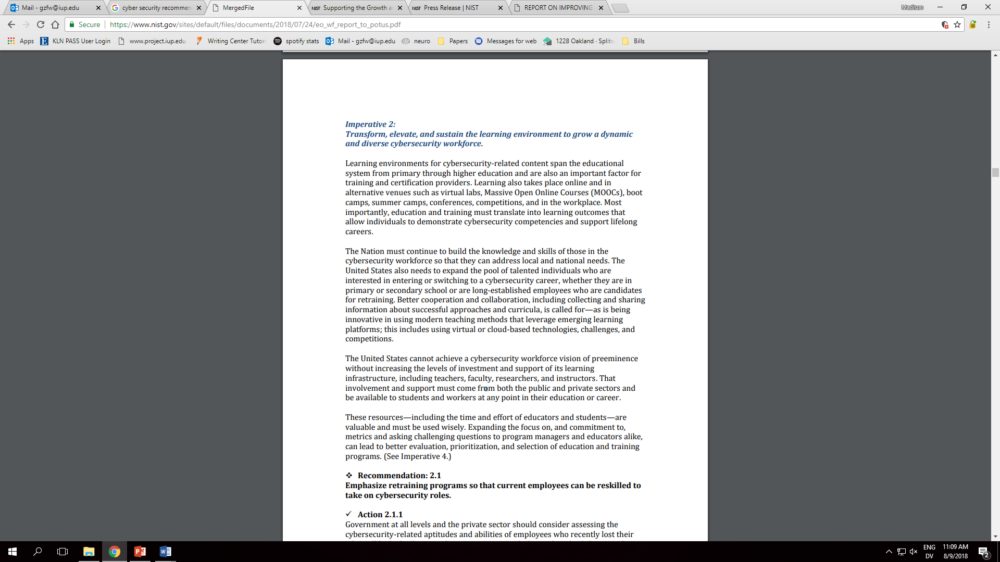 Mail - gzfw@iup.edu
cyber security recommen
MergedFile
NIST Supporting the Growth a
NIST Press Release | NIST
REPORT ON IMPROVING
Madison
Secure
https://www.nist.gov/sites/default/files/documents/2018/07/24/eo_wf_report_to_potus.pdf
Apps
KLN PASS User Login
www.project.iup.edu
Writing Center Tutori
spotify stats
Mail - gzfw@iup.edu
neuro
Papers
Messages for web
1228 Oakland · Splitw
Bills
Imperative 2:
Transform, elevate, and sustain the learning environment to grow a dynamic
and diverse cybersecurity workforce.
Learning environments for cybersecurity-related content span the educational
system from primary through higher education and are also an important factor for
training and certification providers. Learning also takes place online and in
alternative venues such as virtual labs, Massive Open Online Courses (MOOCs), boot
camps, summer camps, conferences, competitions, and in the workplace. Most
importantly, education and training must translate into learning outcomes that
allow individuals to demonstrate cybersecurity competencies and support lifelong
careers.
The Nation must continue to build the knowledge and skills of those in the
cybersecurity workforce so that they can address local and national needs. The
United States also needs to expand the pool of talented individuals who are
interested in entering or switching to a cybersecurity career, whether they are in
primary or secondary school or are long-established employees who are candidates
for retraining. Better cooperation and collaboration, including collecting and sharing
information about successful approaches and curricula, is called for—as is being
innovative in using modern teaching methods that leverage emerging learning
platforms; this includes using virtual or cloud-based technologies, challenges, and
competitions.
The United States cannot achieve a cybersecurity workforce vision of preeminence
without increasing the levels of investment and support of its learning
infrastructure, including teachers, faculty, researchers, and instructors. That
involvement and support must come from both the public and private sectors and
be available to students and workers at any point in their education or career.
These resources—including the time and effort of educators and students—are
valuable and must be used wisely. Expanding the focus on, and commitment to,
metrics and asking challenging questions to program managers and educators alike,
can lead to better evaluation, prioritization, and selection of education and training
programs. (See Imperative 4.)
❖ Recommendation: 2.1
Emphasize retraining programs so that current employees can be reskilled to
take on cybersecurity roles.
✓ Action 2.1.1
Government at all levels and the private sector should consider assessing the
cybersecurity-related aptitudes and abilities of employees who recently lost their
ENG
DV
11:09 AM
8/9/2018
2